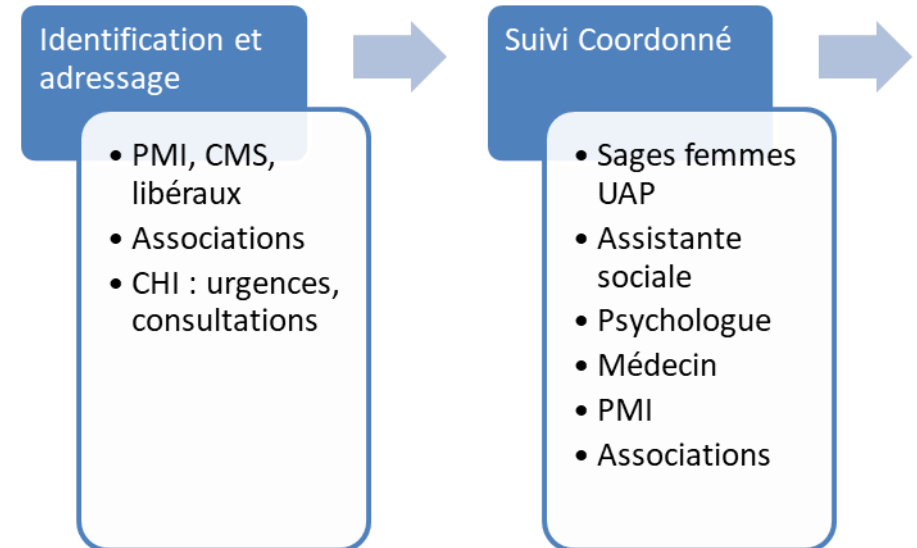 Identification et
adressage
• PMI, CMS,
libéraux
• Associations
• CHI : urgences,
consultations
Suivi Coordonné
• Sages femmes
UAP
• Assistante
sociale
• Psychologue
• Médecin
• PMI
• Associations